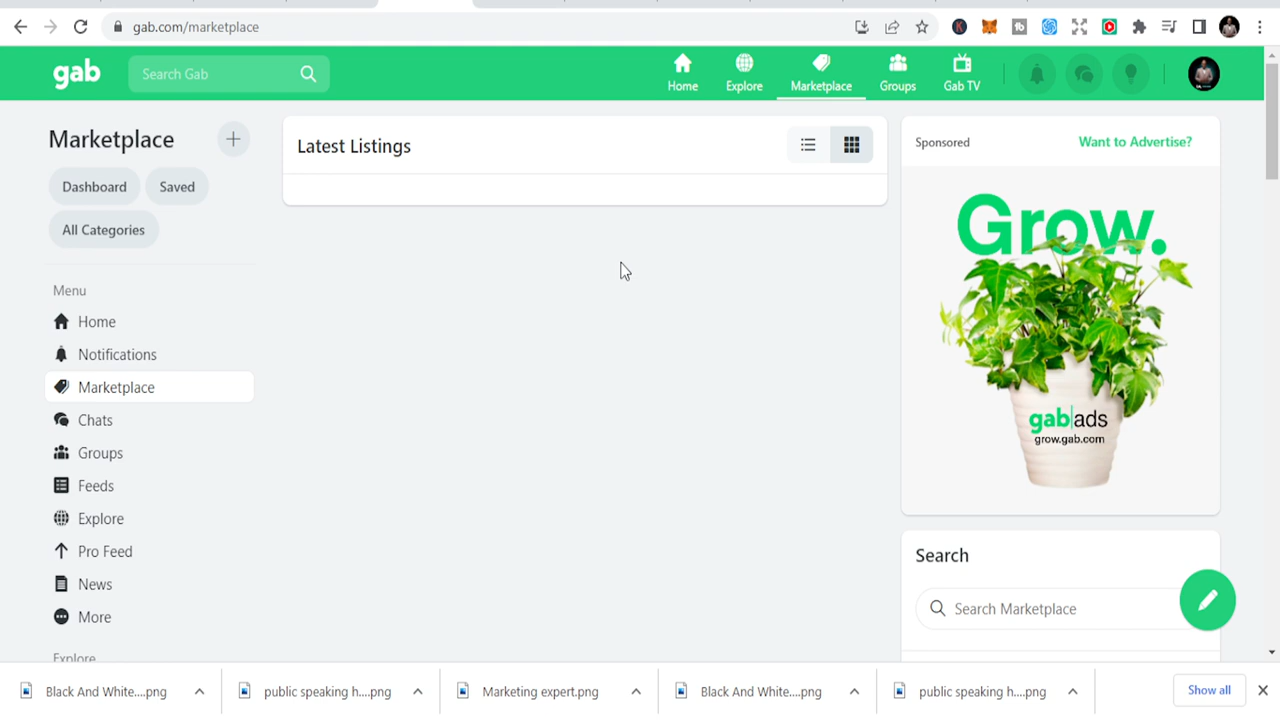 gab.com/marketplace
gab
Search Gab
Home
Explore
Marketplace
Groups
Gab TV
Marketplace
Dashboard
Saved
All Categories
Menu
Home
Notifications
Marketplace
Chats
Groups
Feeds
Explore
Pro Feed
News
More
Explore
Latest Listings
Sponsored
Want to Advertise?
Grow.
gab|ads
grow.gab.com
Search
Search Marketplace
Black And White....png
public speaking h....png
Marketing expert.png
Black And White....png
public speaking h....png
Show all